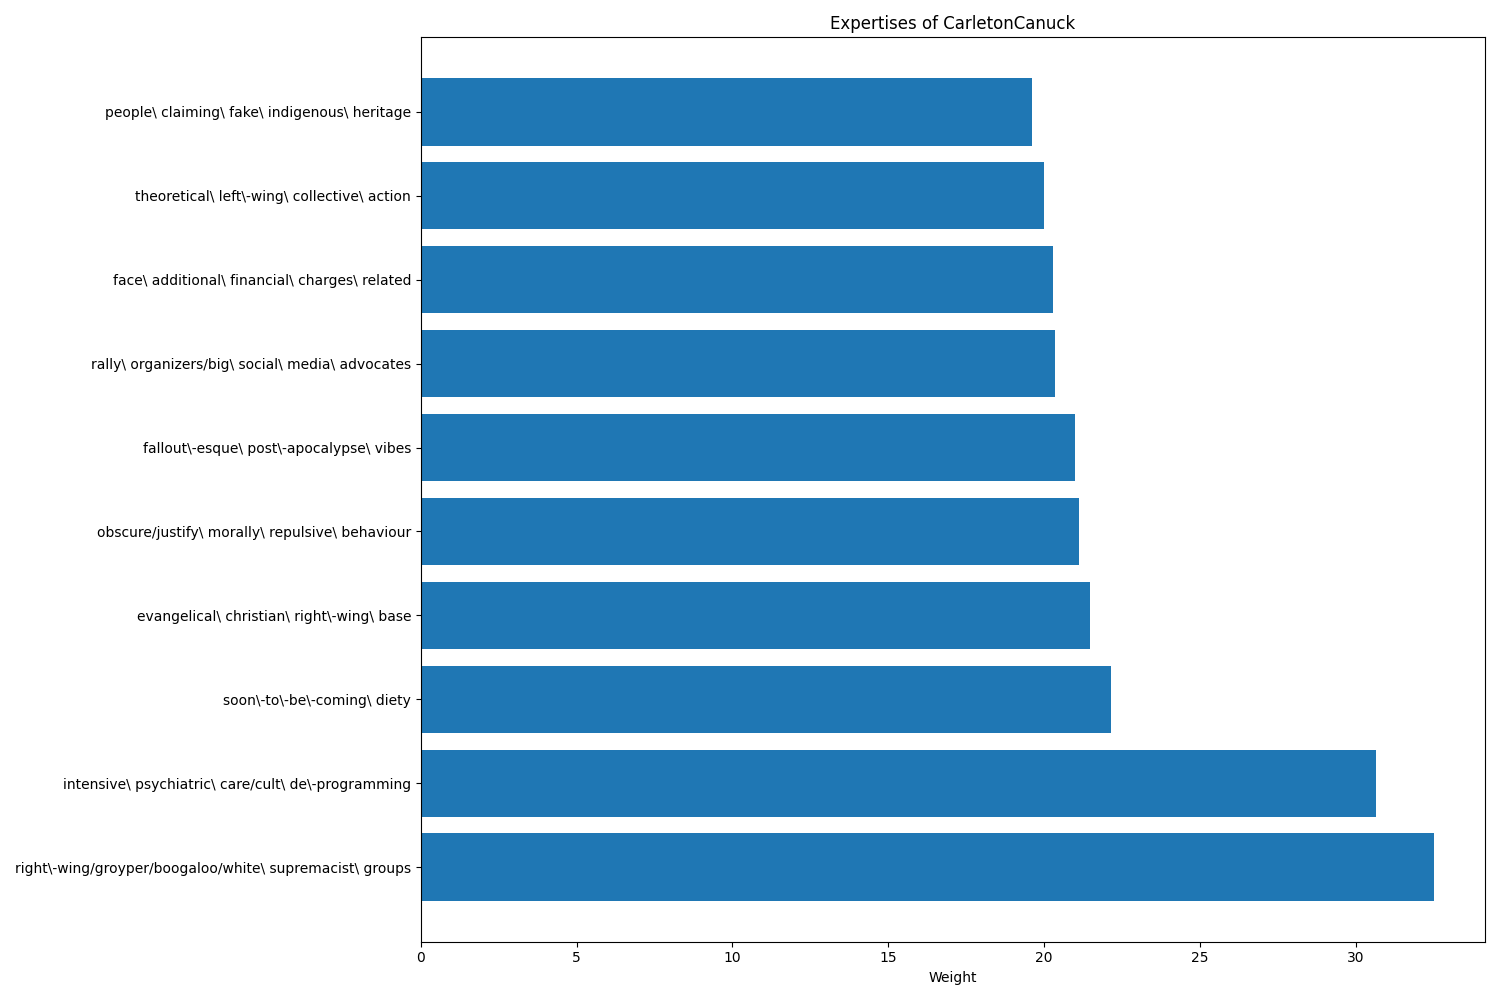 Expertises of CarletonCanuck
people\ claiming\ fake\ indigenous\ heritage
theoretical\ left\-wing\ collective\ action
face\ additional\ financial\ charges\ related
rally\ organizers/big\ social\ media\ advocates
fallout\-esque\ post\-apocalypse\ vibes
obscure/justify\ morally\ repulsive\ behaviour
evangelical\ christian\ right\-wing\ base
soon\-to\-be\-coming\ diety
intensive\ psychiatric\ care/cult\ de\-programming
right\-wing/groyper/boogaloo/white\ supremacist\ groups
0 5 10 15 20 25 30
Weight